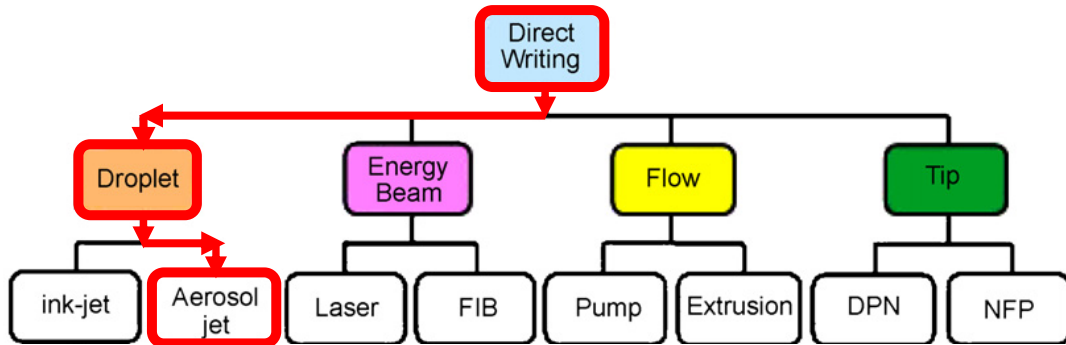 Direct
Writing
Droplet
Energy
Beam
Flow
Tip
ink-jet
Aerosol
jet
Laser
FIB
Pump
Extrusion
DPN
NFP